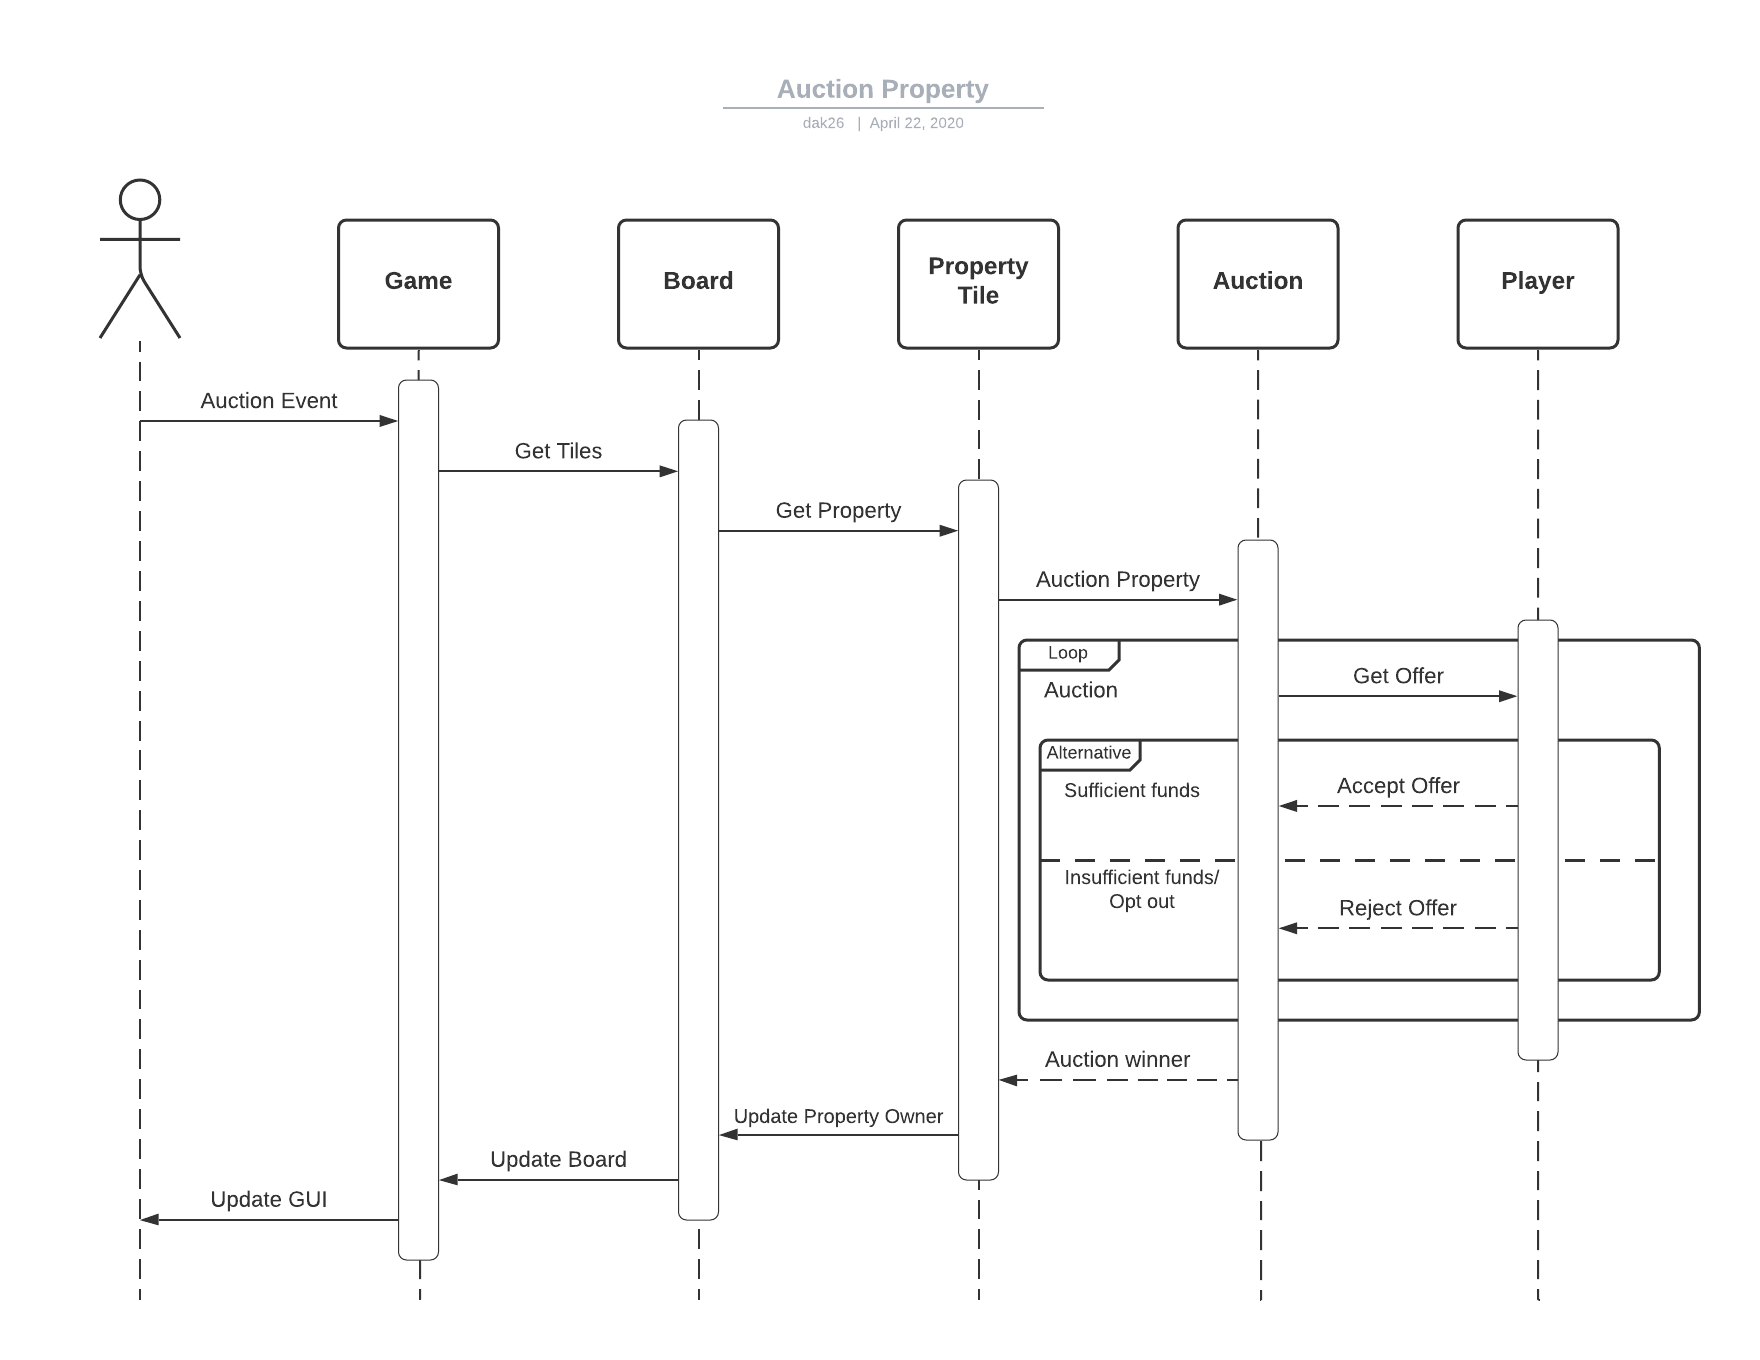 Auction Property
dak26 | April 22, 2020
Game
Board
Property
Tile
Auction
Player
Auction Event
Get Tiles
Get Property
Auction Property
Loop
Auction
Get Offer
Alternative
Sufficient funds
Accept Offer
Insufficient funds/
Opt out
Reject Offer
Auction winner
Update Property Owner
Update Board
Update GUI